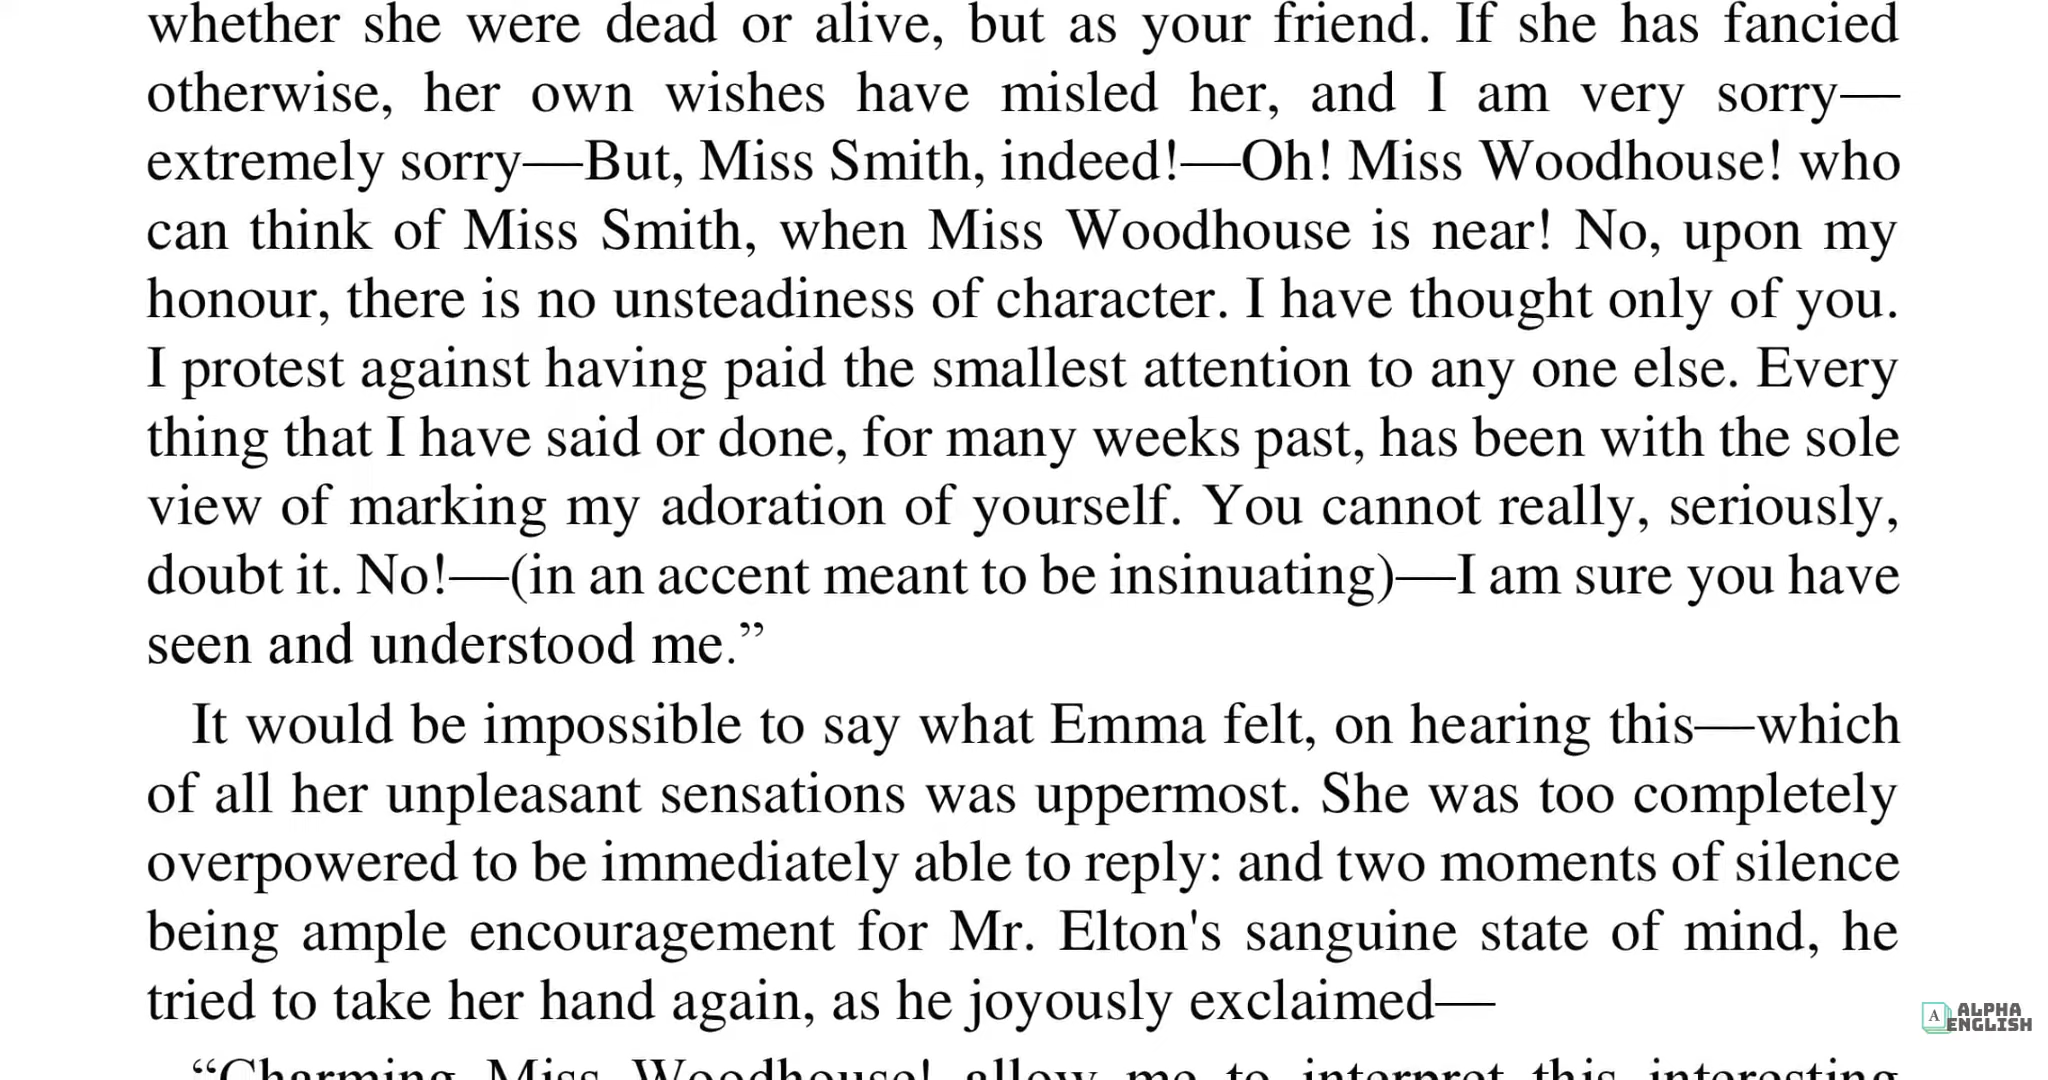 whether she were dead or alive, but as your friend. If she has fancied
otherwise, her own wishes have misled her, and I am very sorry—
extremely sorry—But, Miss Smith, indeed!—Oh! Miss Woodhouse! who
can think of Miss Smith, when Miss Woodhouse is near! No, upon my
honour, there is no unsteadiness of character. I have thought only of you.
I protest against having paid the smallest attention to any one else. Every
thing that I have said or done, for many weeks past, has been with the sole
view of marking my adoration of yourself. You cannot really, seriously,
doubt it. No!—(in an accent meant to be insinuating)—I am sure you have
seen and understood me.”
It would be impossible to say what Emma felt, on hearing this—which
of all her unpleasant sensations was uppermost. She was too completely
overpowered to be immediately able to reply: and two moments of silence
being ample encouragement for Mr. Elton's sanguine state of mind, he
tried to take her hand again, as he joyously exclaimed—
“Charming Miss Woodhouse! allow me to interpret this interesting
A ALPHA
ENGLISH